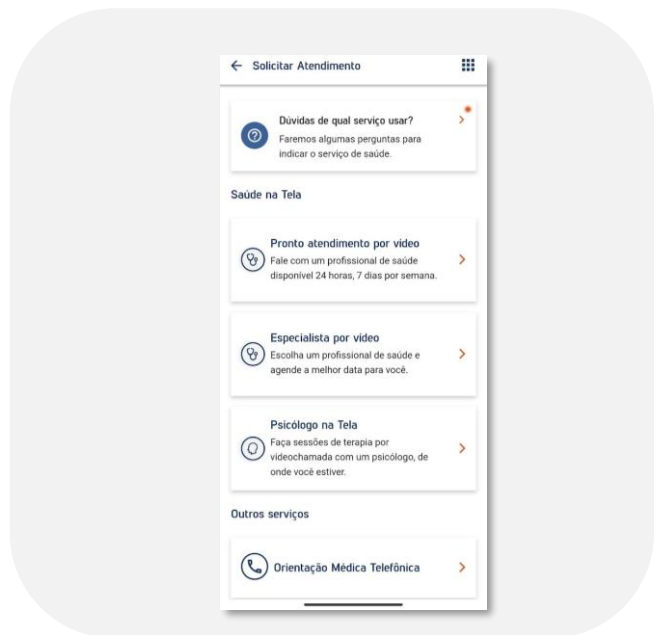 Solicitar Atendimento
Dúvidas de qual serviço usar?
Faremos algumas perguntas para
indicar o serviço de saúde.
Saúde na Tela
Pronto atendimento por vídeo
Fale com um profissional de saúde
disponível 24 horas, 7 dias por semana.
Especialista por vídeo
Escolha um profissional de saúde e
agende a melhor data para você.
Psicólogo na Tela
Faça sessões de terapia por
videochamada com um psicólogo, de
onde você estiver.
Outros serviços
Orientação Médica Telefônica